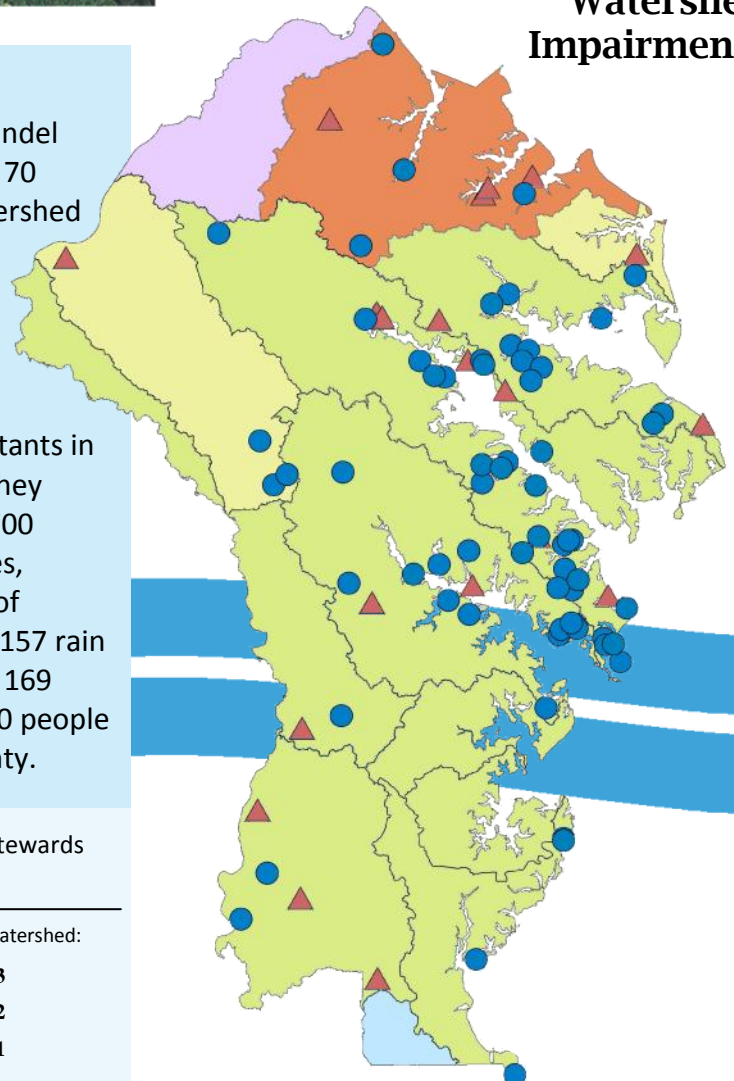 Watershe
Impairmen
ndel
70
ershed
tants in
ney
00
es,
of
157 rain
169
0 people
nty.
tewards
atershed:
3
2
1